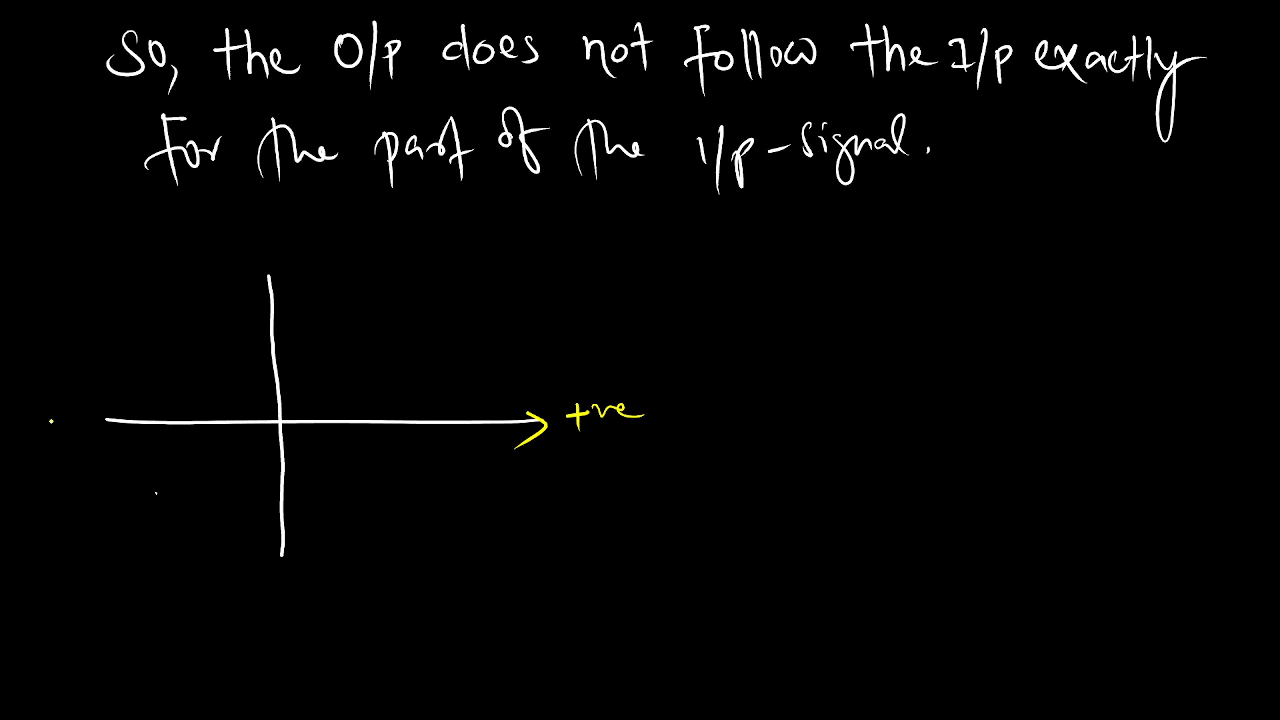 So, the O/p does not follow the I/p exactly
for the part of the I/p-signal.
+ve